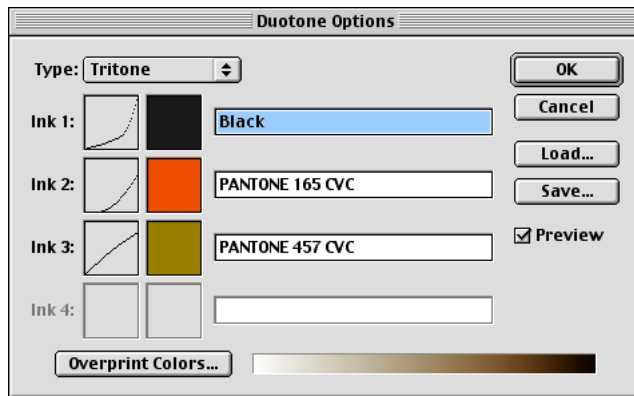 Duotone Options
Type: Tritone
OK
Ink 1: Black
Cancel
Load...
Ink 2: PANTONE 165 CVC
Save...
Ink 3: PANTONE 457 CVC
Preview
Ink 4:
Overprint Colors...